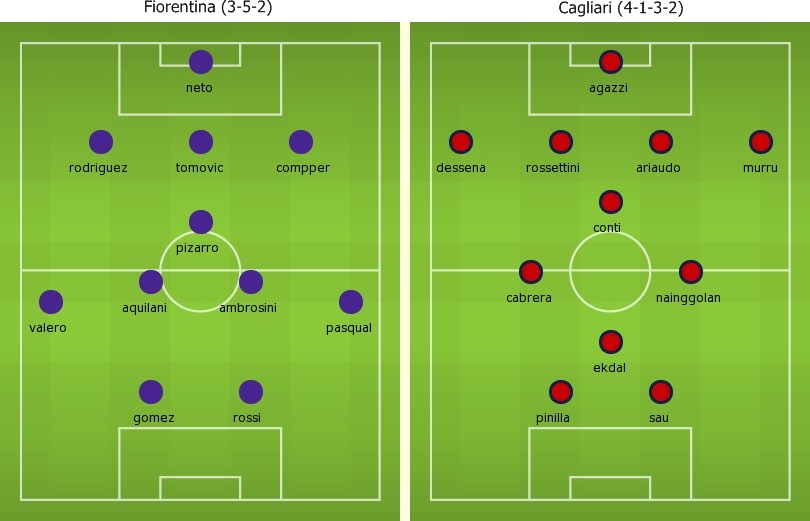 Fiorentina (3-5-2)
neto
rodriguez tomovic compper
pizarro
aquilani ambrosini
valero pasqual
gomez rossi
Cagliari (4-1-3-2)
agazzi
dessena rossettini ariaudo murru
conti
cabrera nainggolan
ekdal
pinilla sau